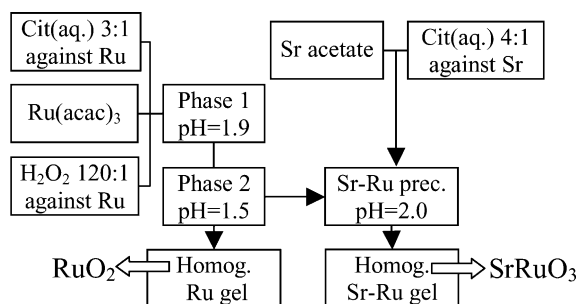 Cit(aq.) 3:1
against Ru
Ru(acac)₃
H₂O₂ 120:1
against Ru
Phase 1
pH=1.9
Phase 2
pH=1.5
Sr acetate
Cit(aq.) 4:1
against Sr
Sr-Ru prec.
pH=2.0
RuO₂
Homog.
Ru gel
Homog.
Sr-Ru gel
SrRuO₃